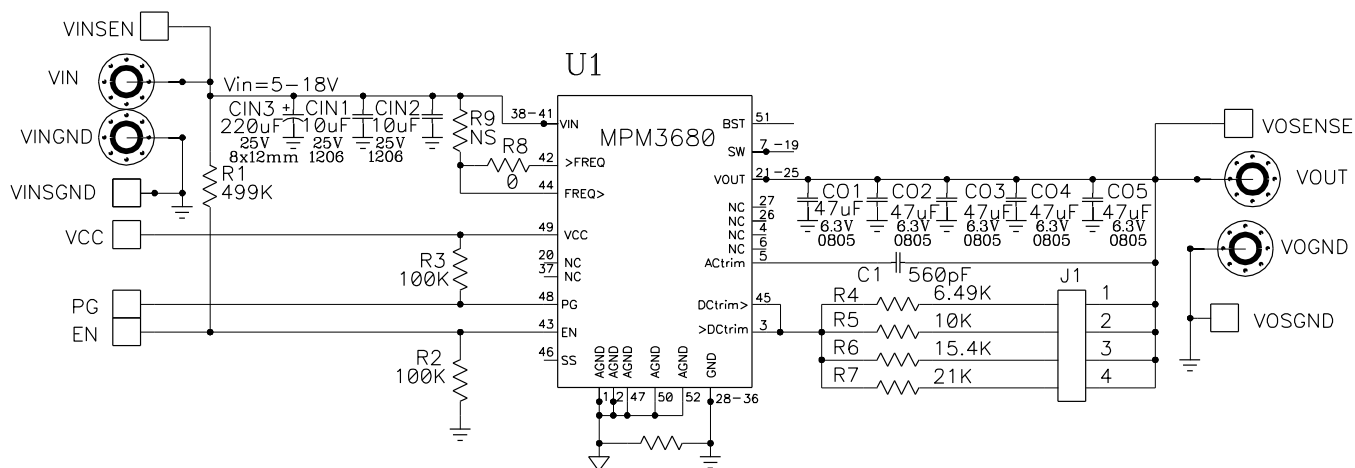 VINSEN
VIN
VINGND
VINSGND
VCC
PG
EN
Vin=5-18V
CIN3
220uF
25V
8x12mm
+
CIN1
10uF
25V
1206
CIN2
10uF
25V
1206
R9
NS
R8
0
R1
499K
R3
100K
R2
100K
U1
MPM3680
38-41
VIN
42
>FREQ
44
FREQ>
49
VCC
20
NC
37
NC
48
PG
43
EN
46
SS
AGND
AGND
AGND
AGND
AGND
GND
1
2
47
50
52
28-36
BST
51
SW
7 -19
VOUT
21-25
NC
27
NC
26
NC
4
NC
6
ACtrim
5
DCtrim>
45
>DCtrim
3
CO1
47uF
6.3V
0805
CO2
47uF
6.3V
0805
CO3
47uF
6.3V
0805
CO4
47uF
6.3V
0805
CO5
47uF
6.3V
0805
C1
560pF
J1
R4
6.49K
1
R5
10K
2
R6
15.4K
3
R7
21K
4
VOSENSE
VOUT
VOGND
VOSGND